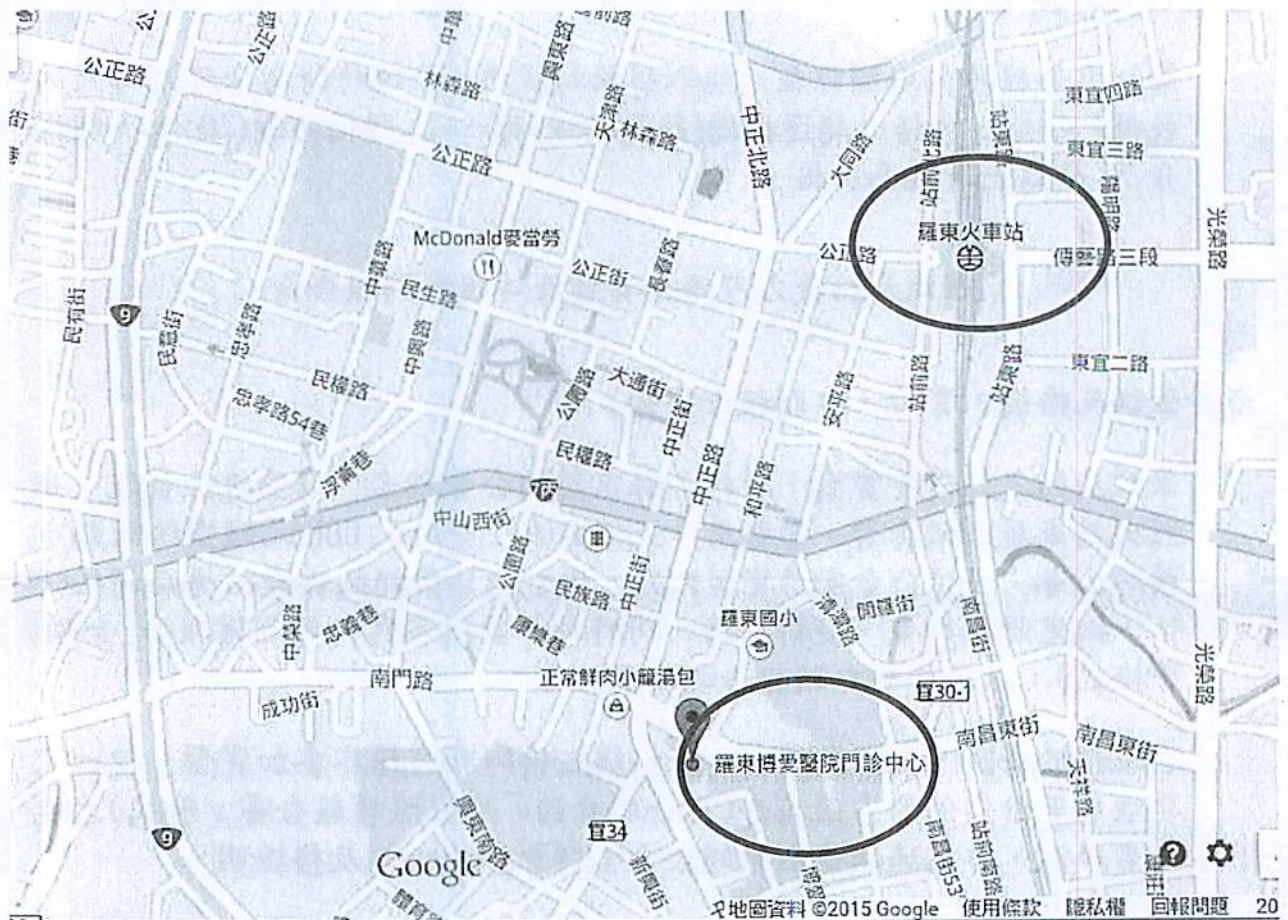 公正路
公正路
林森路
興東路
天津路
林森路
公正路
中正北路
大同路
站前北路
東宜四路
東宜三路
陽明路
光榮路
羅東火車站
公正路
傳藝路三段
McDonald麥當勞
中華路
公正街
長春路
民生路
民有街
9
民意街
忠孝路
中興路
民權路
忠孝路54巷
公園路
大通街
中正街
中正路
安平路
站前路
站東路
東宜二路
浮崙巷
民權路
和平路
中山西街
公園路
民族路
中正街
康樂巷
忠義巷
羅東國小
開羅街
南昌街
光榮路
南門路
正常鮮肉小籠湯包
成功街
宜30-1
南昌東街
南昌東街
天祥路
羅東博愛醫院門診中心
9
興東南路
宜34
新興街
南昌街53
站前南路
Google
地圖資料 ©2015 Google 使用條款 隱私權 回報問題 20